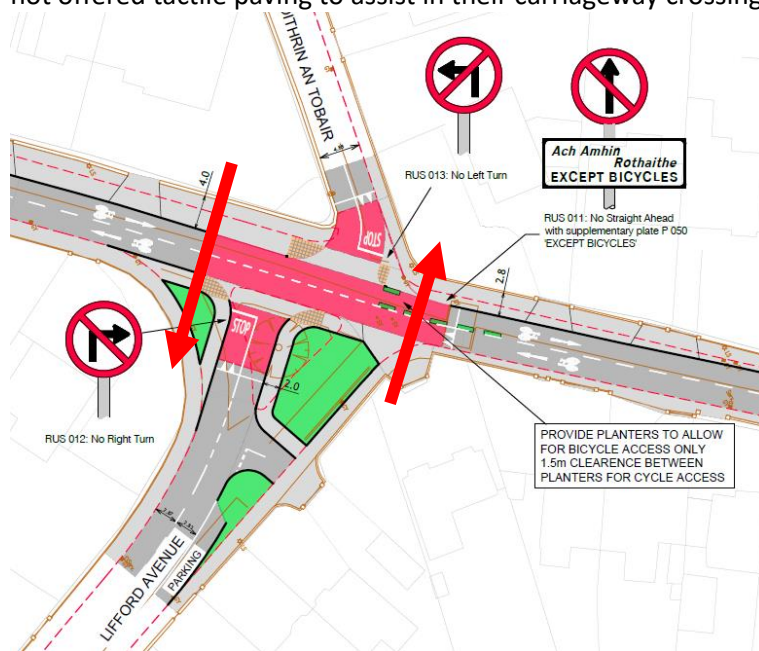 not offered tactile paving to assist in their carriageway crossing
ÓITHRIN AN TOBAIR
4.0
RUS 013: No Left Turn
Ach Amhin
Rothaithe
EXCEPT BICYCLES
RUS 011: No Straight Ahead
with supplementary plate P 050
'EXCEPT BICYCLES'
STOP
2.8
STOP
2.0
RUS 012: No Right Turn
PROVIDE PLANTERS TO ALLOW
FOR BICYCLE ACCESS ONLY
1.5m CLEARENCE BETWEEN
PLANTERS FOR CYCLE ACCESS
PARKING
LIFFORD AVENUE